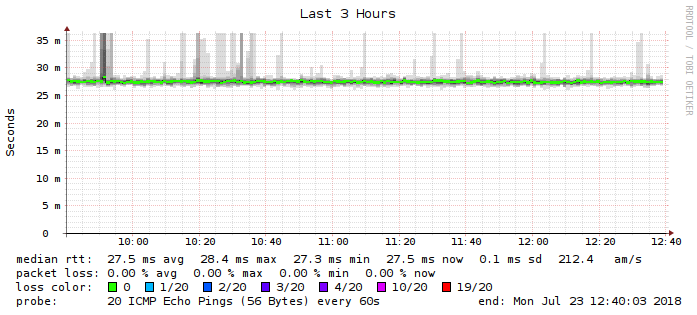 Last 3 Hours
RRDTOOL / TOBI OETIKER
Seconds
35 m
30 m
25 m
20 m
15 m
10 m
5 m
0
10:00 10:20 10:40 11:00 11:20 11:40 12:00 12:20 12:40
median rtt: 27.5 ms avg 28.4 ms max 27.3 ms min 27.5 ms now 0.1 ms sd 212.4 am/s
packet loss: 0.00 % avg 0.00 % max 0.00 % min 0.00 % now
loss color: 0 1/20 2/20 3/20 4/20 10/20 19/20
probe: 20 ICMP Echo Pings (56 Bytes) every 60s end: Mon Jul 23 12:40:03 2018